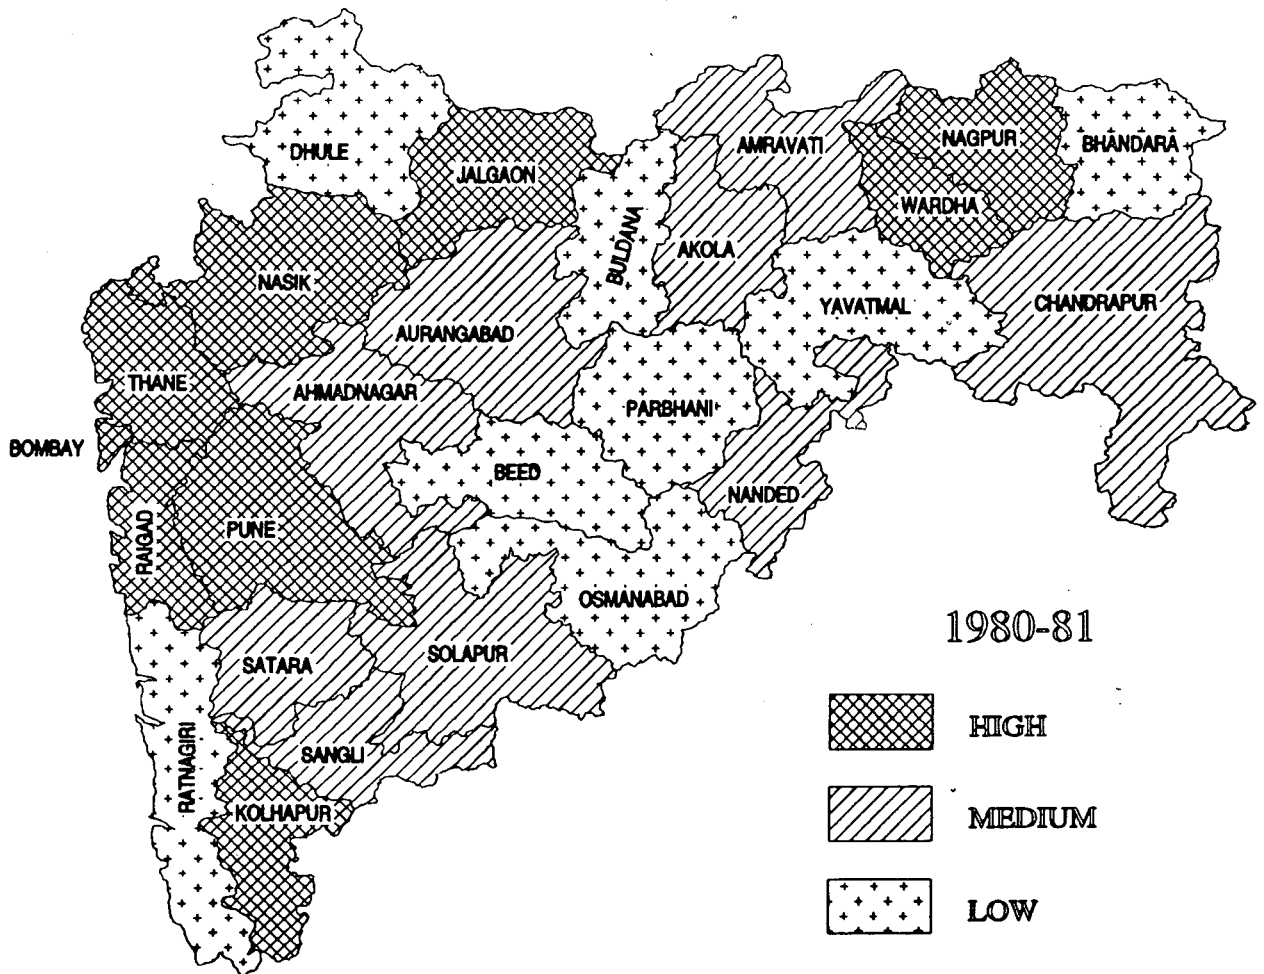 DHULE
JALGAON
BULDANA
AMRAVATI
NAGPUR
BHANDARA
WARDHA
AKOLA
NASIK
YAVATMAL
CHANDRAPUR
AURANGABAD
THANE
AHMADNAGAR
PARBHANI
BOMBAY
BEED
NANDED
RAIGAD
PUNE
OSMANABAD
SATARA
SOLAPUR
RATNAGIRI
SANGLI
KOLHAPUR
1980-81
HIGH
MEDIUM
LOW